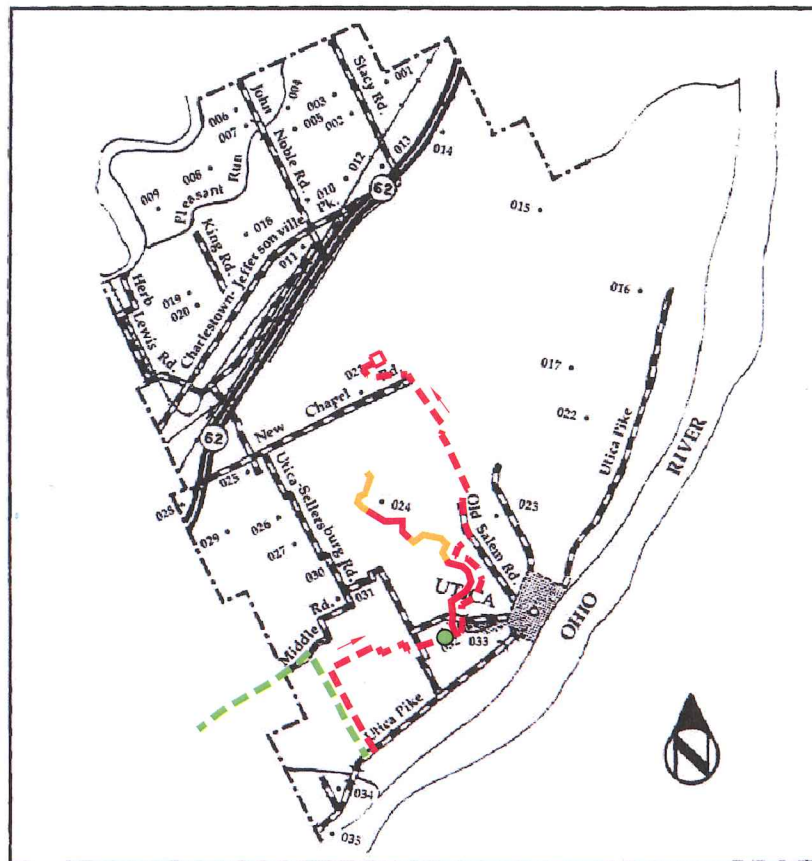 001
Stacy Rd.
John Noble Rd.
004
003
005
002
006
007
008
009
Pleasant Run
013
014
012
010
62
015
018
King Rd.
Charlestown-Jeffersonville Pk.
011
016
Herb Lewis Rd.
019
020
017
022
Utica Pike
RIVER
New Chapel Rd.
62
025
Utica-Sellersburg Rd.
024
023
Old Salem Rd.
028
029
026
027
030
031
UTICA
033
OHIO
Middle Rd.
Utica Pike
034
035